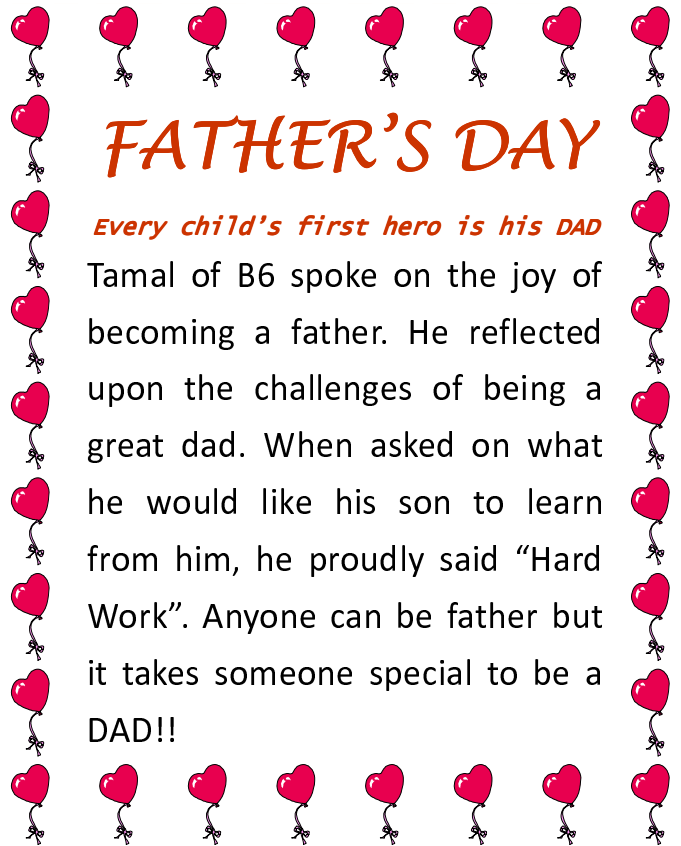 FATHER’S DAY
Every child’s first hero is his DAD
Tamal of B6 spoke on the joy of
becoming a father. He reflected
upon the challenges of being a
great dad. When asked on what
he would like his son to learn
from him, he proudly said “Hard
Work”. Anyone can be father but
it takes someone special to be a
DAD!!